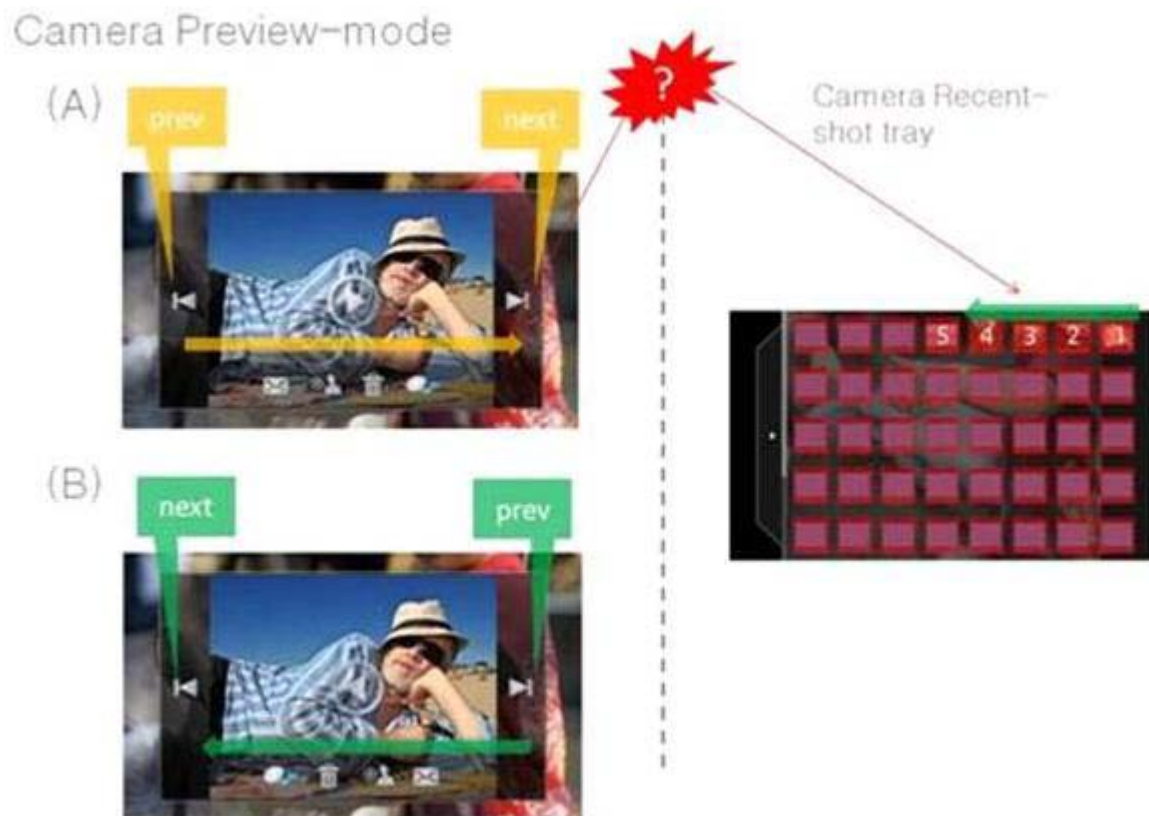 Camera Preview-mode
(A)
prev
next
?
Camera Recent-
shot tray
5 4 3 2 1
(B)
next
prev